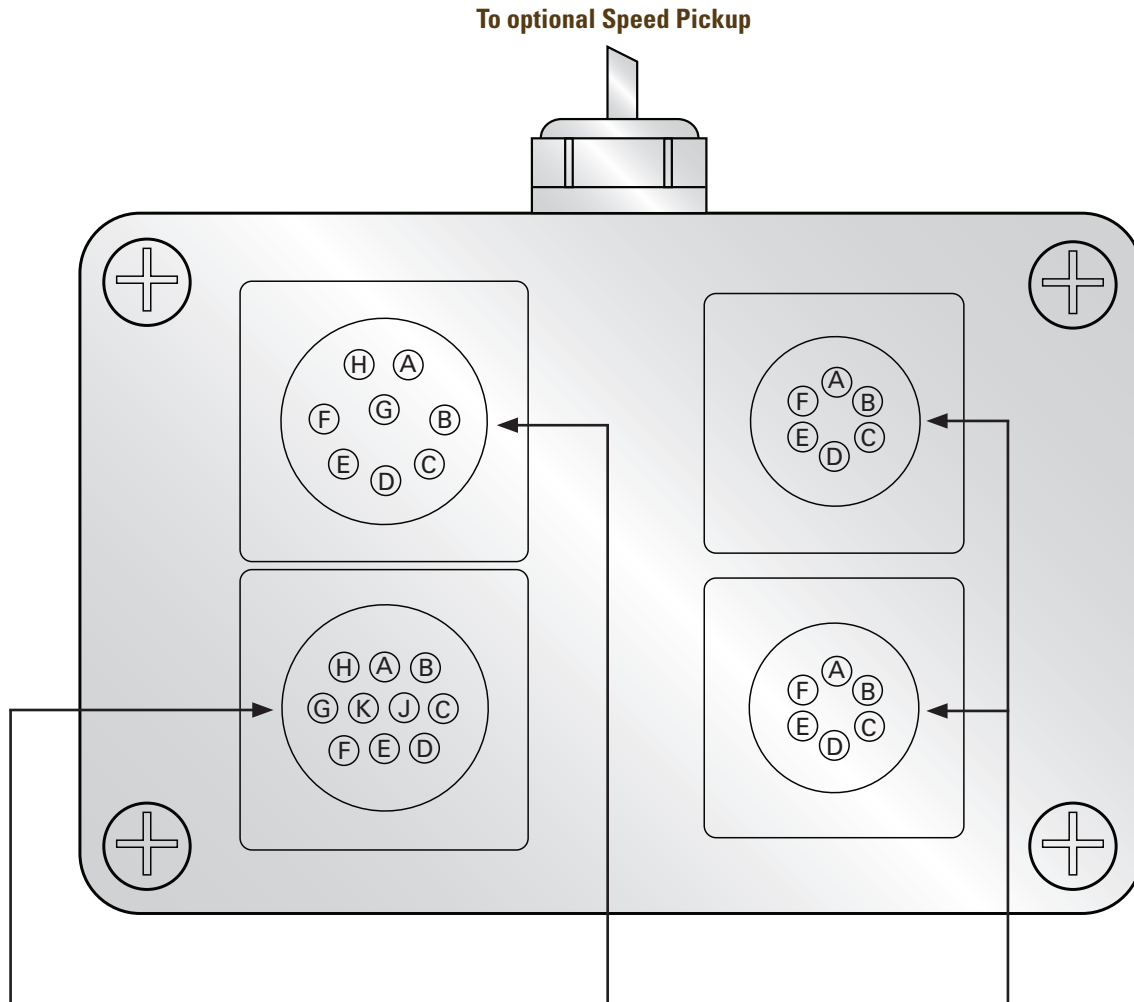 To optional Speed Pickup
H A
F G B
E D C
A
F B
E C
D
H A B
G K J C
F E D
A
F B
E C
D